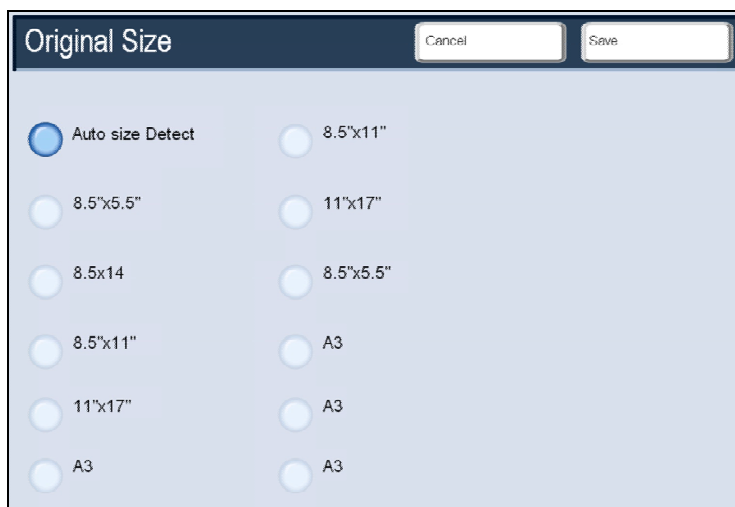 Original Size
Cancel
Save
Auto size Detect
8.5"x11"
8.5"x5.5"
11"x17"
8.5x14
8.5"x5.5"
8.5"x11"
A3
11"x17"
A3
A3
A3